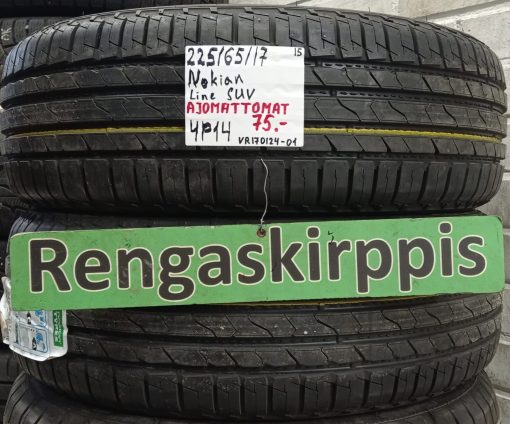 225/65/17 15
Nokian
Line SUV
AJOMATTOMAT
75.-
4P14
VR170124-01
Rengaskirppis